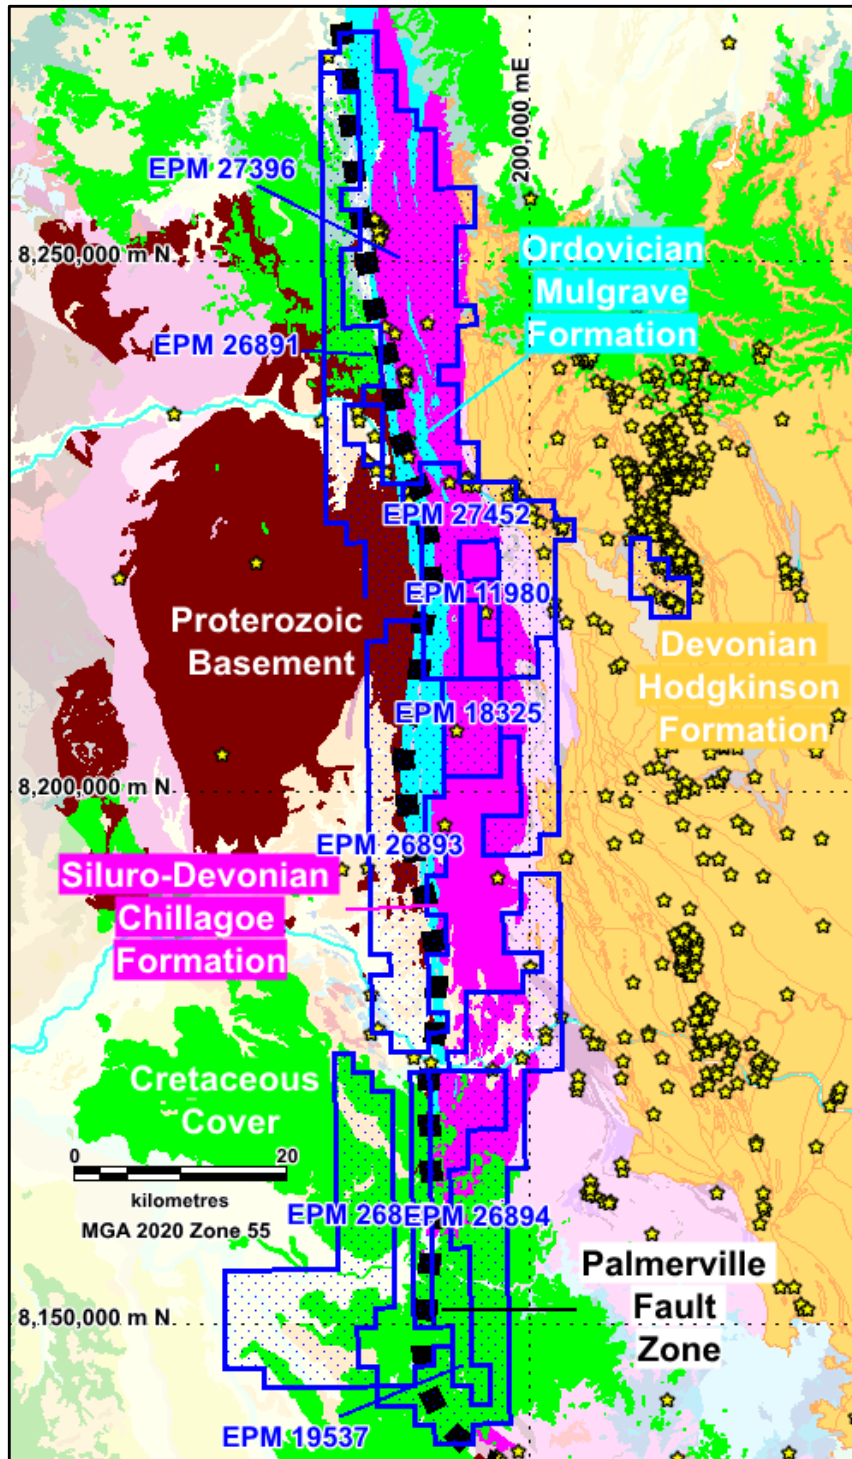 200,000 mE
EPM 27396
8,250,000 m N
Ordovician
Mulgrave
Formation
EPM 26891
EPM 27452
EPM 11980
Proterozoic
Basement
Devonian
Hodgkinson
Formation
EPM 18325
8,200,000 m N
EPM 26893
Siluro-Devonian
Chillagoe
Formation
Cretaceous
Cover
0 20
kilometres
MGA 2020 Zone 55
EPM 268
EPM 26894
Palmerville
Fault
Zone
8,150,000 m N
EPM 19537